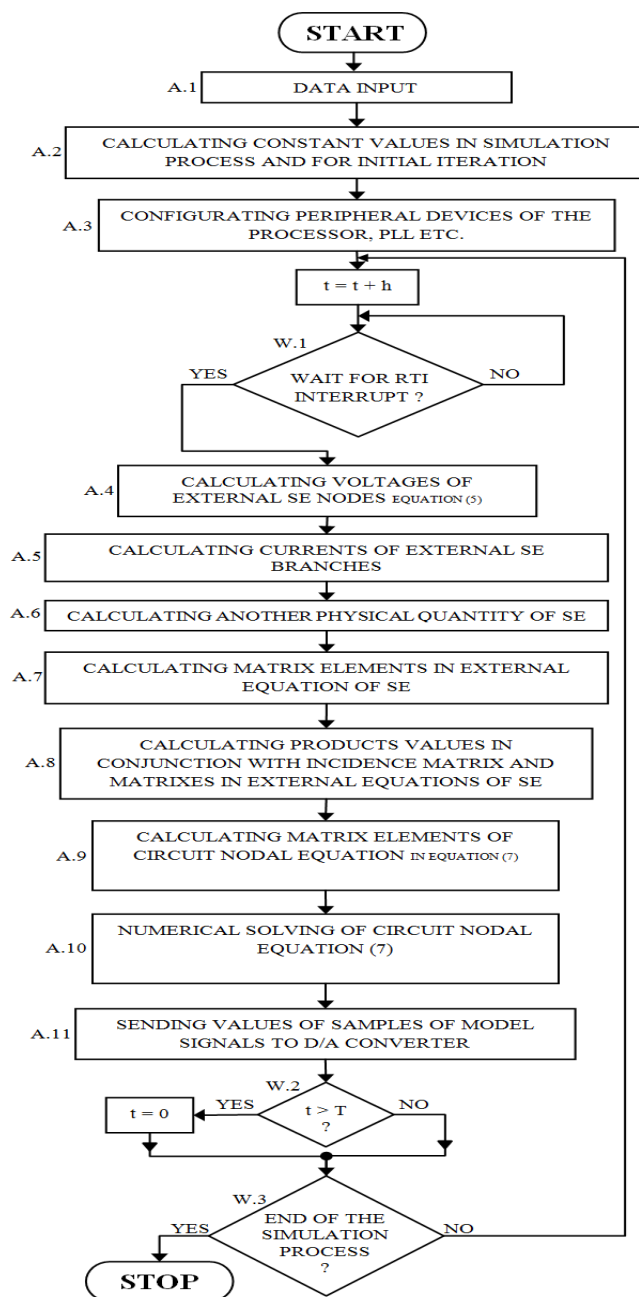 START
A.1
DATA INPUT
A.2
CALCULATING CONSTANT VALUES IN SIMULATION
PROCESS AND FOR INITIAL ITERATION
A.3
CONFIGURATING PERIPHERAL DEVICES OF THE
PROCESSOR, PLL ETC.
t = t + h
W.1
YES
WAIT FOR RTI
INTERRUPT ?
NO
A.4
CALCULATING VOLTAGES OF
EXTERNAL SE NODES EQUATION (5)
A.5
CALCULATING CURRENTS OF EXTERNAL SE
BRANCHES
A.6
CALCULATING ANOTHER PHYSICAL QUANTITY OF SE
A.7
CALCULATING MATRIX ELEMENTS IN EXTERNAL
EQUATION OF SE
A.8
CALCULATING PRODUCTS VALUES IN
CONJUNCTION WITH INCIDENCE MATRIX AND
MATRIXES IN EXTERNAL EQUATIONS OF SE
A.9
CALCULATING MATRIX ELEMENTS OF
CIRCUIT NODAL EQUATION IN EQUATION (7)
A.10
NUMERICAL SOLVING OF CIRCUIT NODAL
EQUATION (7)
A.11
SENDING VALUES OF SAMPLES OF MODEL
SIGNALS TO D/A CONVERTER
W.2
t = 0
YES
t > T
?
NO
W.3
YES
END OF THE
SIMULATION
PROCESS
?
NO
STOP